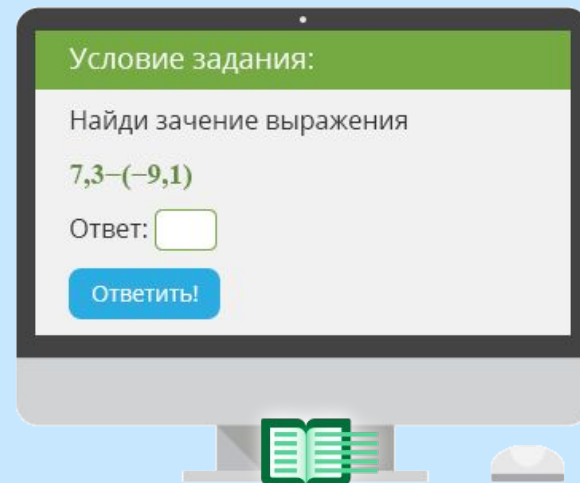 Условие задания:
Найди зачение выражения
7,3−(−9,1)
Ответ:
Ответить!